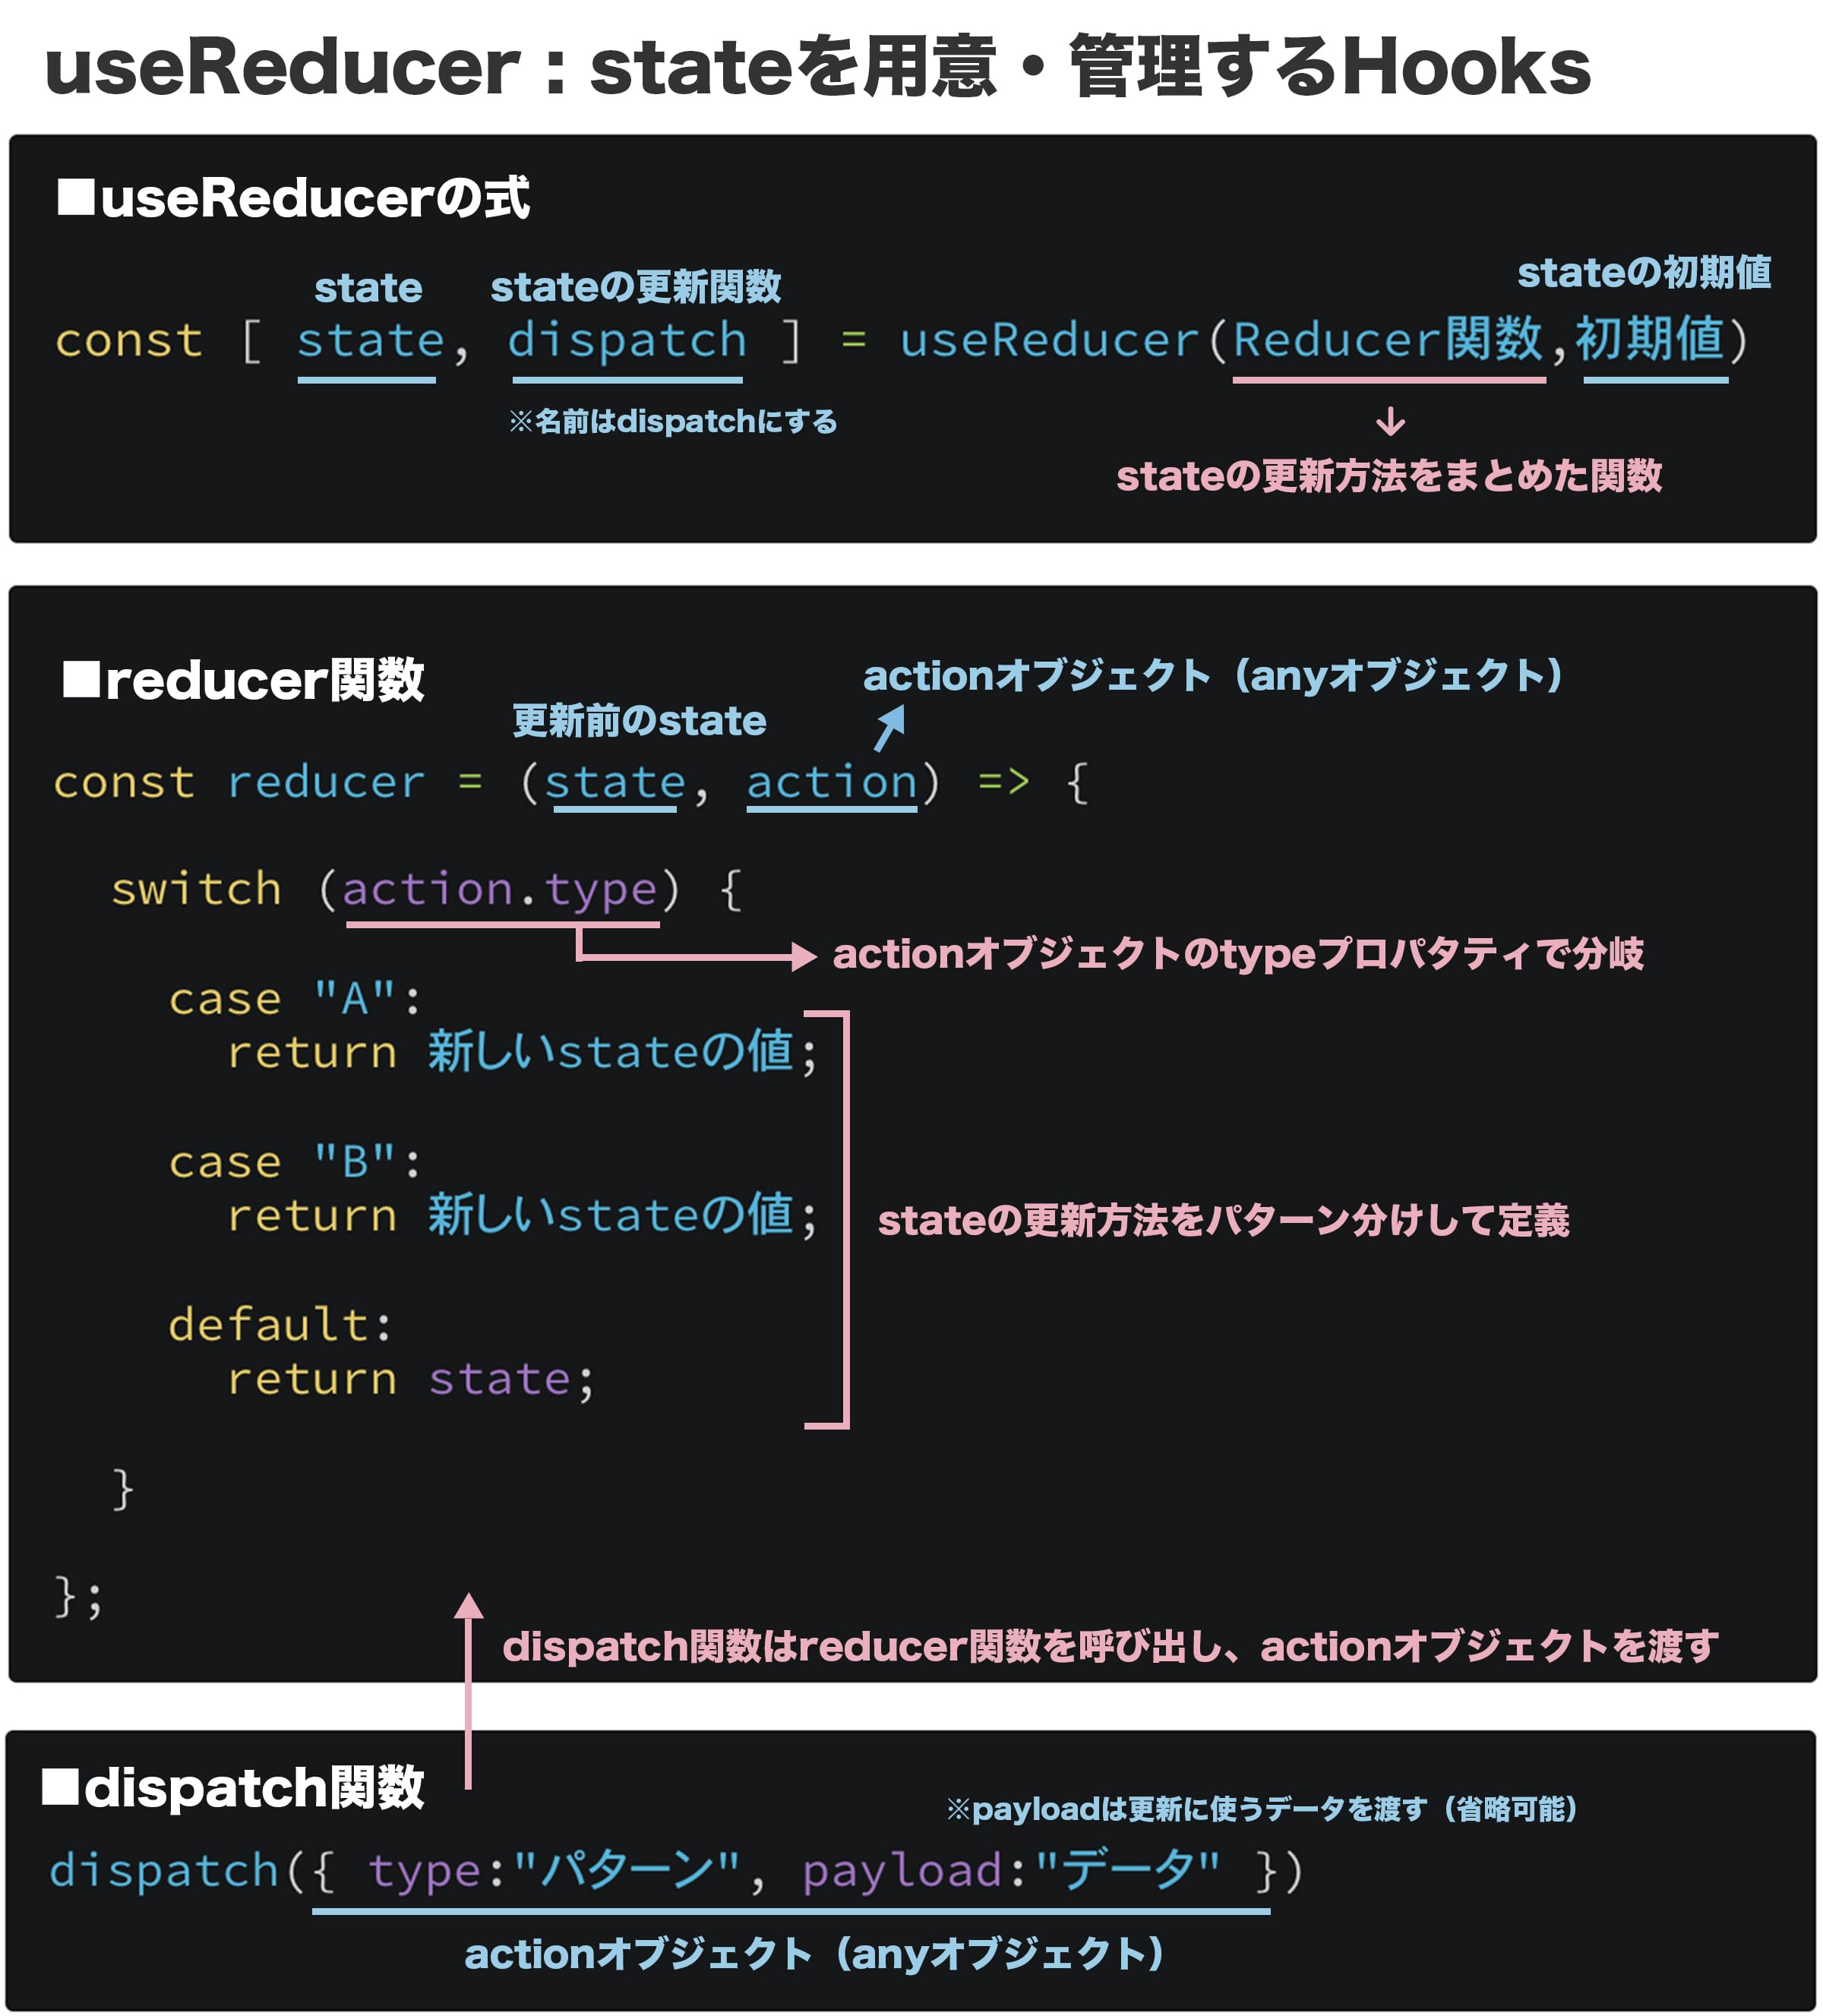 useReducer：stateを用意・管理するHooks
■useReducerの式
state stateの更新関数 stateの初期値
const [ state, dispatch ] = useReducer(Reducer関数,初期値)
※名前はdispatchにする
↓
stateの更新方法をまとめた関数
■reducer関数
actionオブジェクト（anyオブジェクト）
更新前のstate
const reducer = (state, action) => {
switch (action.type) {
actionオブジェクトのtypeプロパティで分岐
case "A":
return 新しいstateの値;
case "B":
return 新しいstateの値;
stateの更新方法をパターン分けして定義
default:
return state;
}
};
dispatch関数はreducer関数を呼び出し、actionオブジェクトを渡す
■dispatch関数
※payloadは更新に使うデータを渡す（省略可能）
dispatch({ type:"パターン", payload:"データ" })
actionオブジェクト（anyオブジェクト）